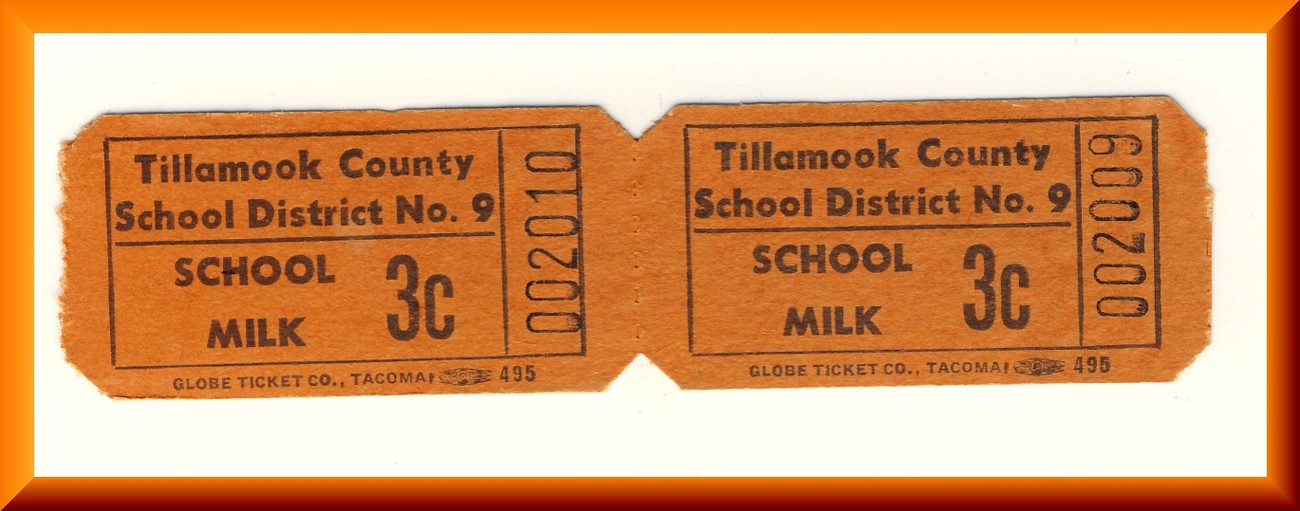 Tillamook County
School District No. 9
SCHOOL
MILK
3c
002010
GLOBE TICKET CO., TACOMA 495
Tillamook County
School District No. 9
SCHOOL
MILK
3c
002009
GLOBE TICKET CO., TACOMA 495